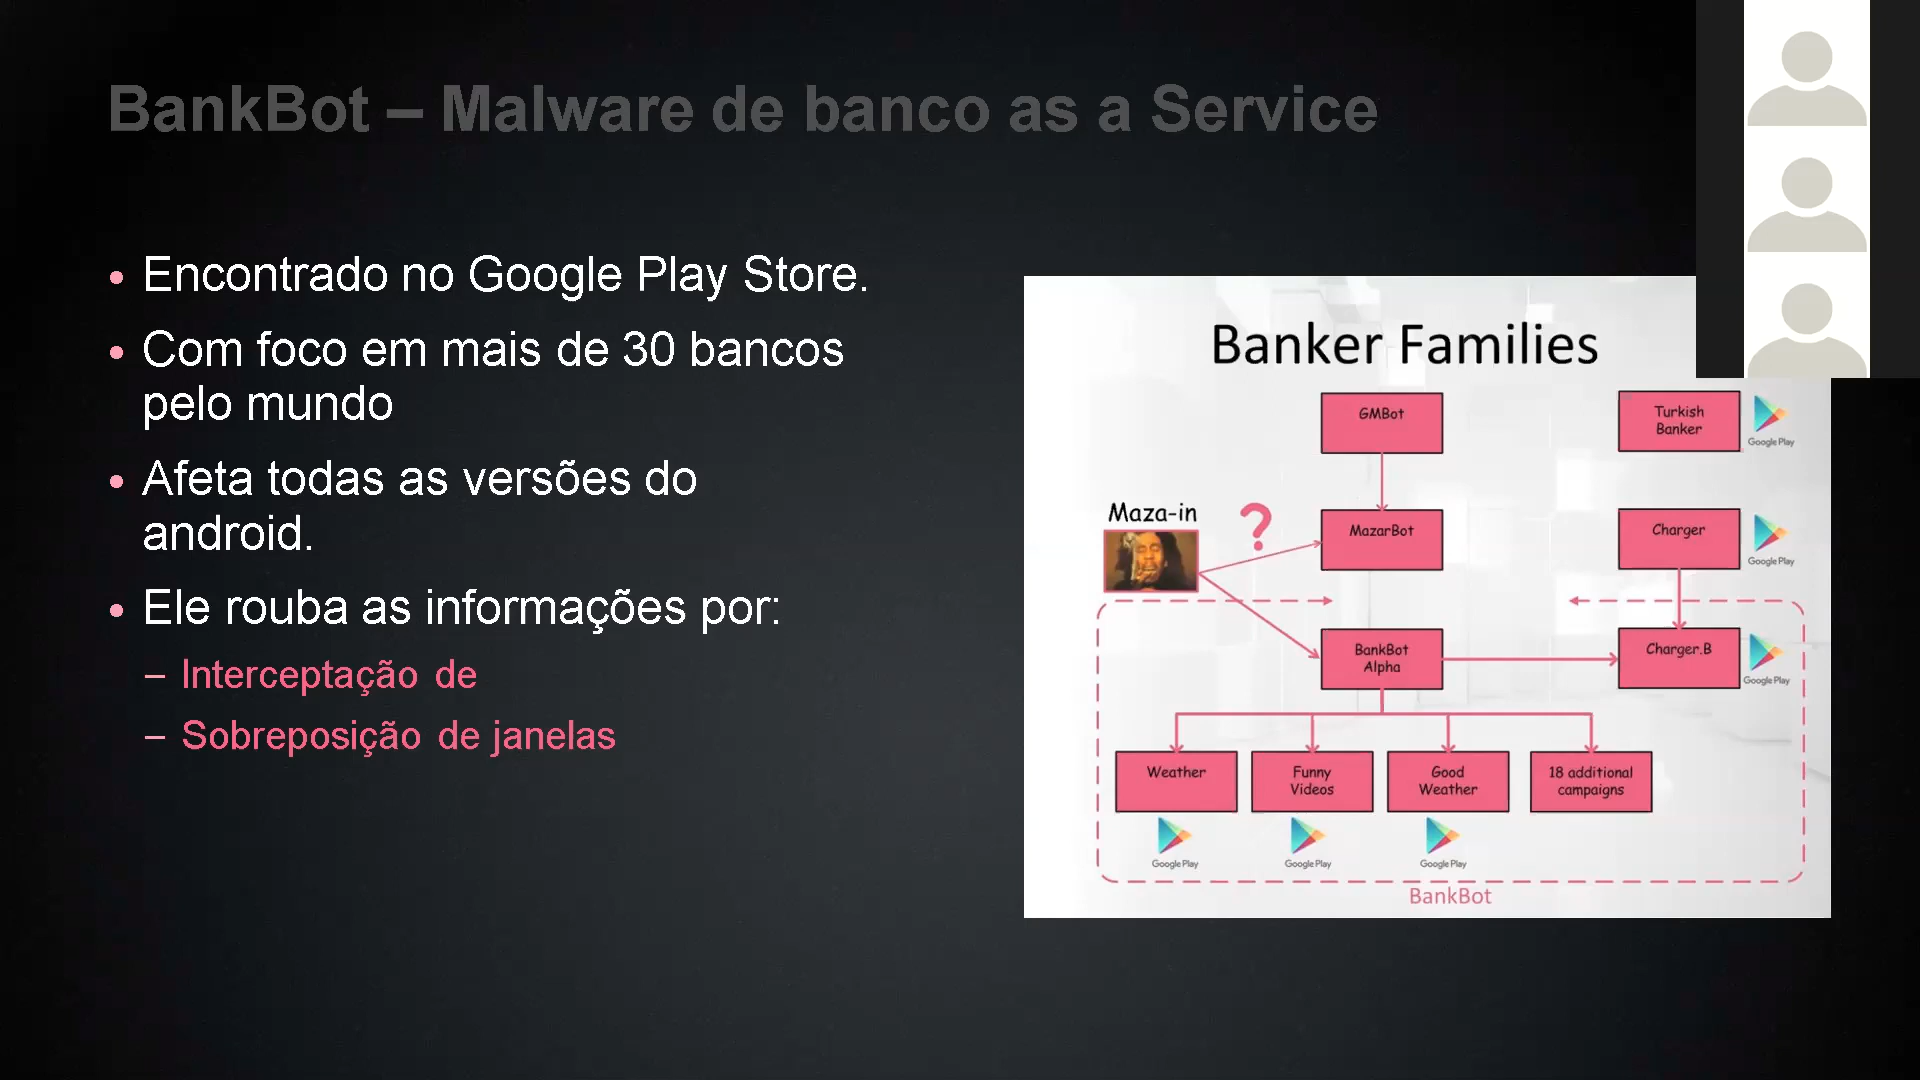 BankBot – Malware de banco as a Service
• Encontrado no Google Play Store.
• Com foco em mais de 30 bancos
pelo mundo
• Afeta todas as versões do
android.
• Ele rouba as informações por:
– Interceptação de
– Sobreposição de janelas
Banker Families
GMBot
Turkish
Banker
Google Play
Maza-in
?
MazarBot
Charger
Google Play
BankBot
Alpha
Charger.B
Google Play
Weather
Funny
Videos
Good
Weather
18 additional
campaigns
Google Play
Google Play
Google Play
BankBot